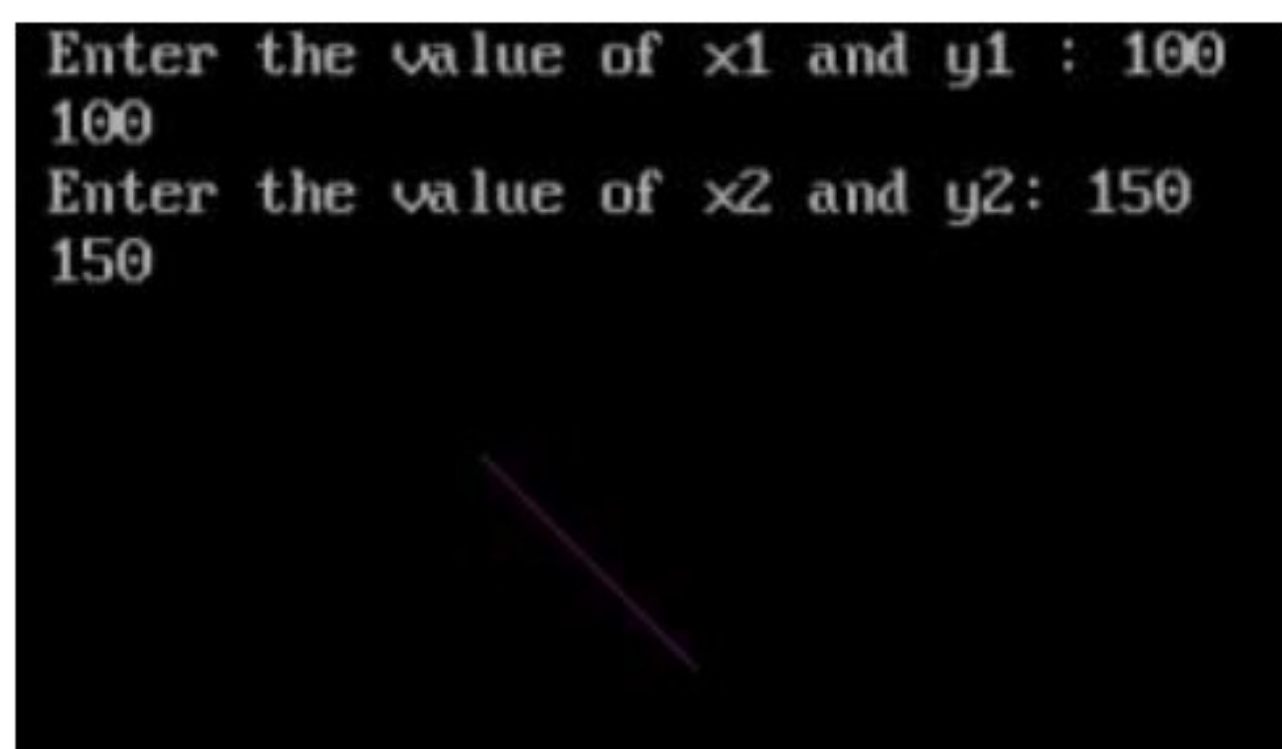 Enter the value of x1 and y1 : 100
100
Enter the value of x2 and y2: 150
150